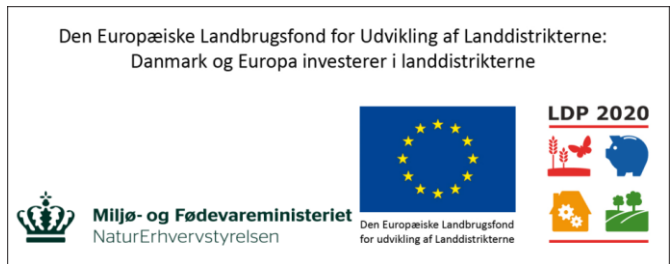 Den Europæiske Landbrugsfond for Udvikling af Landdistrikterne:
Danmark og Europa investerer i landdistrikterne
LDP 2020
Miljø- og Fødevareministeriet
NaturErhvervstyrelsen
Den Europæiske Landbrugsfond
for udvikling af Landdistrikterne